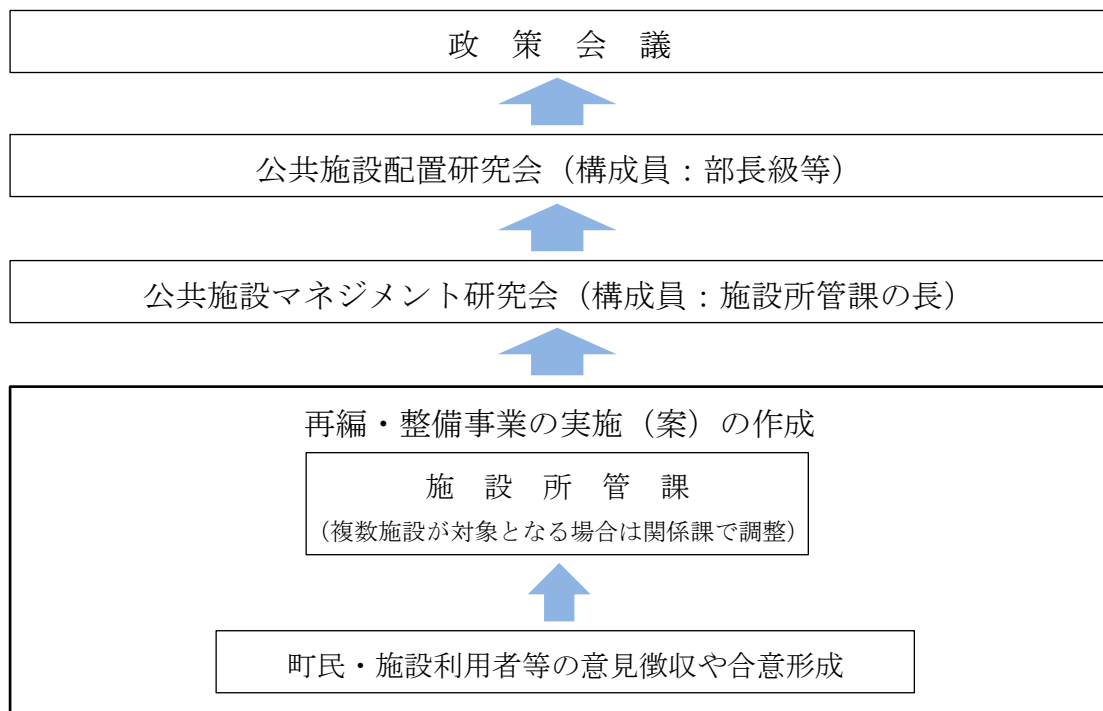 政 策 会 議
公共施設配置研究会（構成員：部長級等）
公共施設マネジメント研究会（構成員：施設所管課の長）
再編・整備事業の実施（案）の作成
施 設 所 管 課
（複数施設が対象となる場合は関係課で調整）
町民・施設利用者等の意見徴収や合意形成